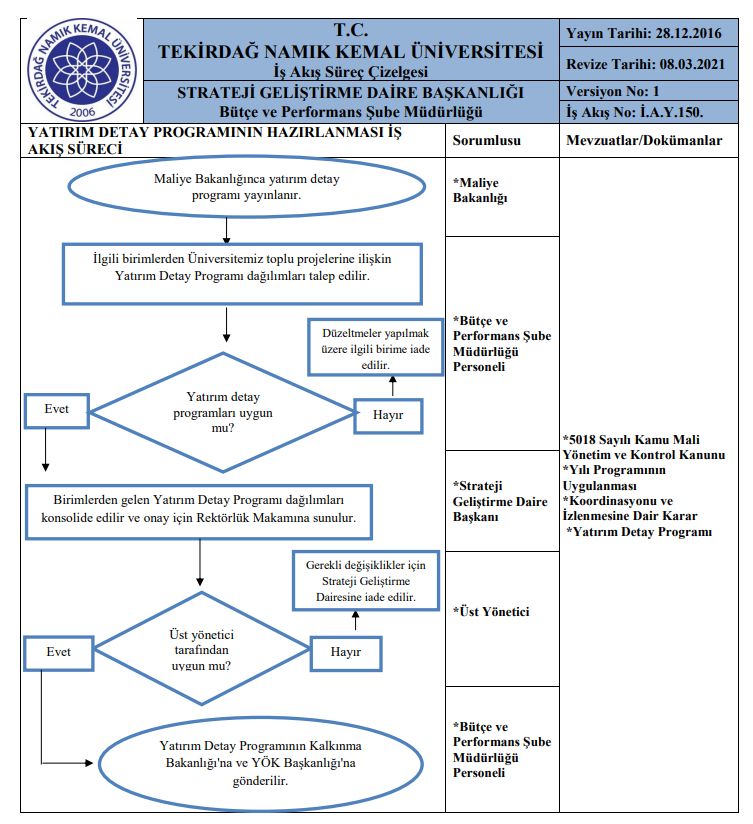 TEKİRDAĞ NAMIK KEMAL ÜNİVERSİTESİ
2006
T.C.
TEKİRDAĞ NAMIK KEMAL ÜNİVERSİTESİ
İş Akış Süreç Çizelgesi
STRATEJİ GELİŞTİRME DAİRE BAŞKANLIĞI
Bütçe ve Performans Şube Müdürlüğü
Yayın Tarihi: 28.12.2016
Revize Tarihi: 08.03.2021
Versiyon No: 1
İş Akış No: İ.A.Y.150.
YATIRIM DETAY PROGRAMININ HAZIRLANMASI İŞ
AKIŞ SÜRECİ
Sorumlusu
Mevzuatlar/Dokümanlar
Maliye Bakanlığınca yatırım detay
programı yayınlanır.
*Maliye
Bakanlığı
İlgili birimlerden Üniversitemiz toplu projelerine ilişkin
Yatırım Detay Programı dağılımları talep edilir.
Düzeltmeler yapılmak
üzere ilgili birime iade
edilir.
*Bütçe ve
Performans Şube
Müdürlüğü
Personeli
Evet
Yatırım detay
programları uygun
mu?
Hayır
*5018 Sayılı Kamu Mali
Yönetim ve Kontrol Kanunu
*Yılı Programının
Uygulanması
*Koordinasyonu ve
İzlenmesine Dair Karar
*Yatırım Detay Programı
Birimlerden gelen Yatırım Detay Programı dağılımları
konsolide edilir ve onay için Rektörlük Makamına sunulur.
*Strateji
Geliştirme Daire
Başkanı
Gerekli değişiklikler için
Strateji Geliştirme
Dairesine iade edilir.
*Üst Yönetici
Evet
Üst yönetici
tarafından
uygun mu?
Hayır
Yatırım Detay Programının Kalkınma
Bakanlığı'na ve YÖK Başkanlığı'na
gönderilir.
*Bütçe ve
Performans Şube
Müdürlüğü
Personeli